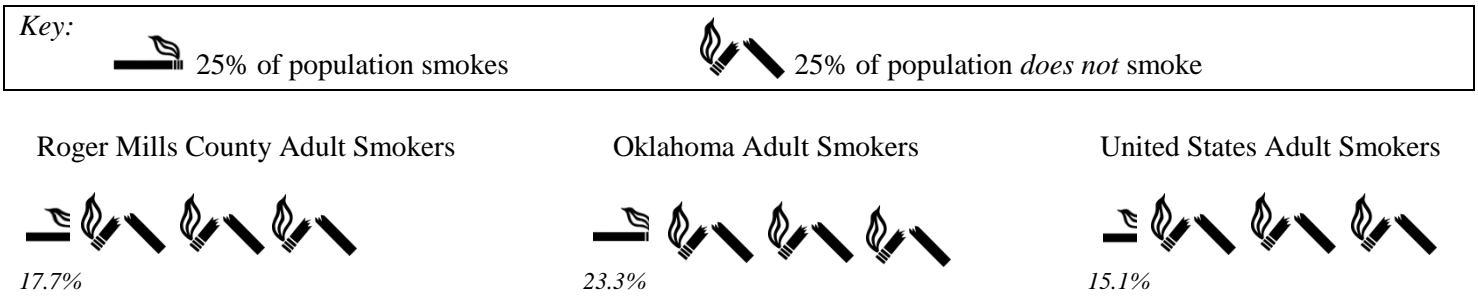 Key:
25% of population smokes 25% of population does not smoke
Roger Mills County Adult Smokers Oklahoma Adult Smokers United States Adult Smokers
17.7% 23.3% 15.1%